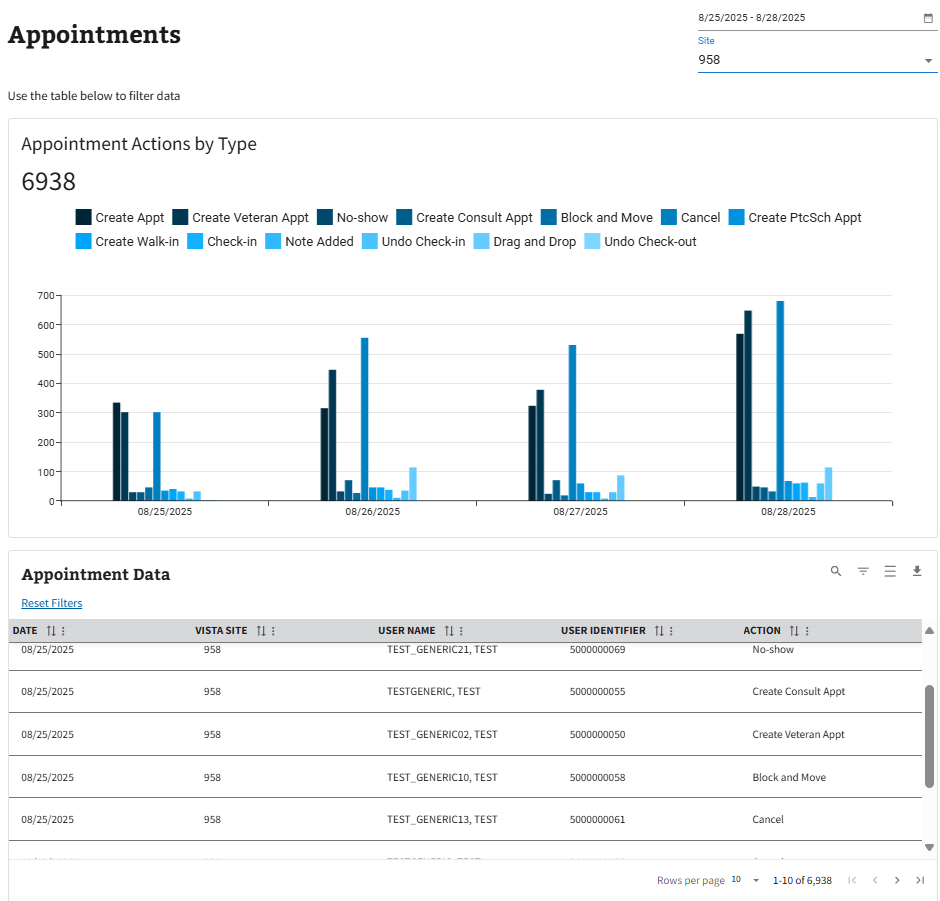 Appointments
8/25/2025 - 8/28/2025
Site
958
Use the table below to filter data
Appointment Actions by Type
6938
Create Appt Create Veteran Appt No-show Create Consult Appt Block and Move Cancel Create PtcSch Appt
Create Walk-in Check-in Note Added Undo Check-in Drag and Drop Undo Check-out
700
600
500
400
300
200
100
0
08/25/2025 08/26/2025 08/27/2025 08/28/2025
Appointment Data
Reset Filters
DATE VISTA SITE USER NAME USER IDENTIFIER ACTION
08/25/2025 958 TEST_GENERIC21, TEST 5000000069 No-show
08/25/2025 958 TESTGENERIC, TEST 5000000055 Create Consult Appt
08/25/2025 958 TEST_GENERIC02, TEST 5000000050 Create Veteran Appt
08/25/2025 958 TEST_GENERIC10, TEST 5000000058 Block and Move
08/25/2025 958 TEST_GENERIC13, TEST 5000000061 Cancel
Rows per page 10 1-10 of 6,938